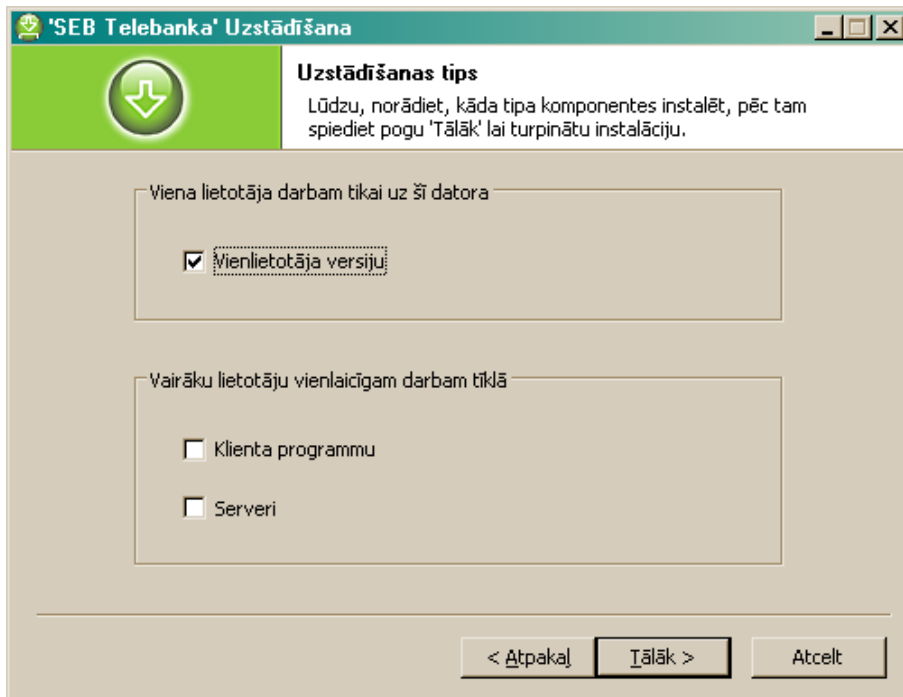 'SEB Telebanka' Uzstādīšana
Uzstādīšanas tips
Lūdzu, norādiet, kāda tipa komponentes instalēt, pēc tam
spiediet pogu 'Tālāk' lai turpinātu instalāciju.
Viena lietotāja darbam tikai uz šī datora
Vienlietotāja versiju
Vairāku lietotāju vienlaicīgam darbam tīklā
Klienta programmu
Serveri
< Atpakaļ
Tālāk >
Atcelt